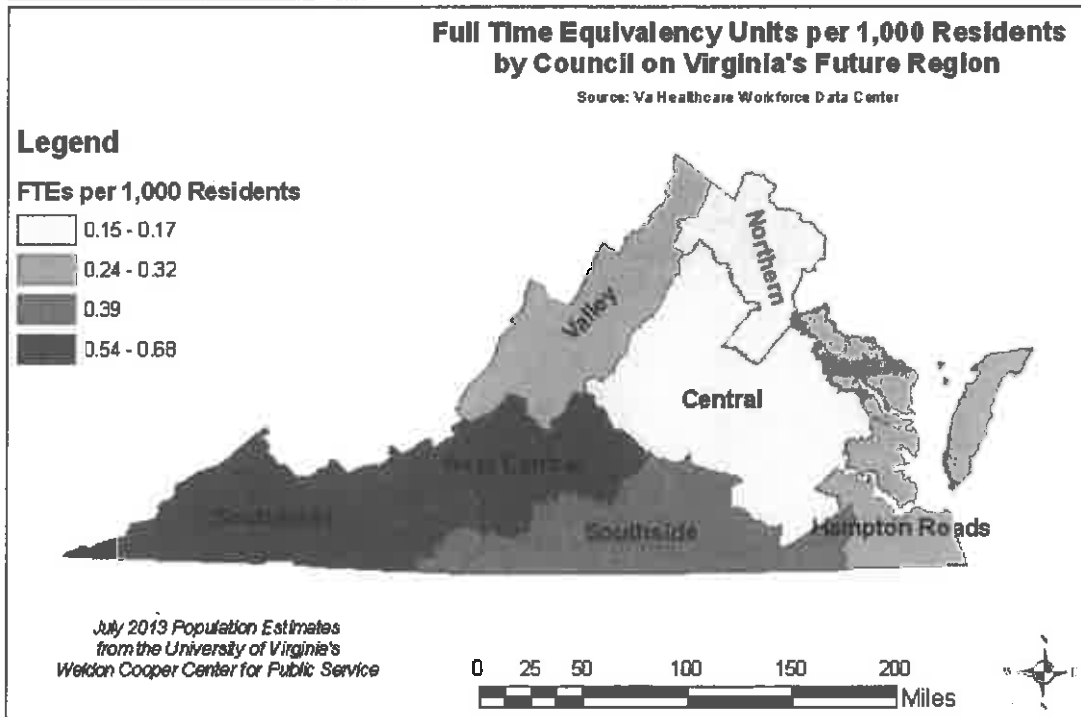 Full Time Equivalency Units per 1,000 Residents
by Council on Virginia's Future Region
Source: Va Healthcare Workforce Data Center
Legend
FTEs per 1,000 Residents
0.15 - 0.17
0.24 - 0.32
0.39
0.54 - 0.68
Northern
Valley
Central
West Central
Southwest
Southside
Hampton Roads
July 2013 Population Estimates
from the University of Virginia's
Weldon Cooper Center for Public Service
0 25 50 100 150 200
Miles
W E